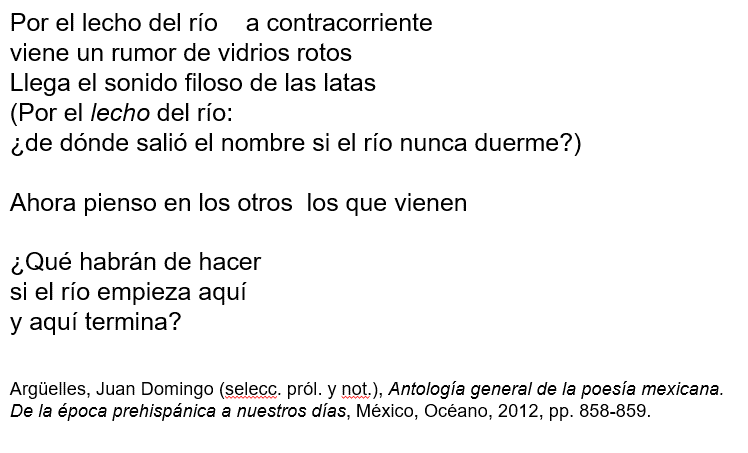 Por el lecho del río    a contracorriente
viene un rumor de vidrios rotos
Llega el sonido filoso de las latas
(Por el lecho del río:
¿de dónde salió el nombre si el río nunca duerme?)
Ahora pienso en los otros  los que vienen
¿Qué habrán de hacer
si el río empieza aquí
y aquí termina?
Argüelles, Juan Domingo (selecc. pról. y not.), Antología general de la poesía mexicana.
De la época prehispánica a nuestros días, México, Océano, 2012, pp. 858-859.